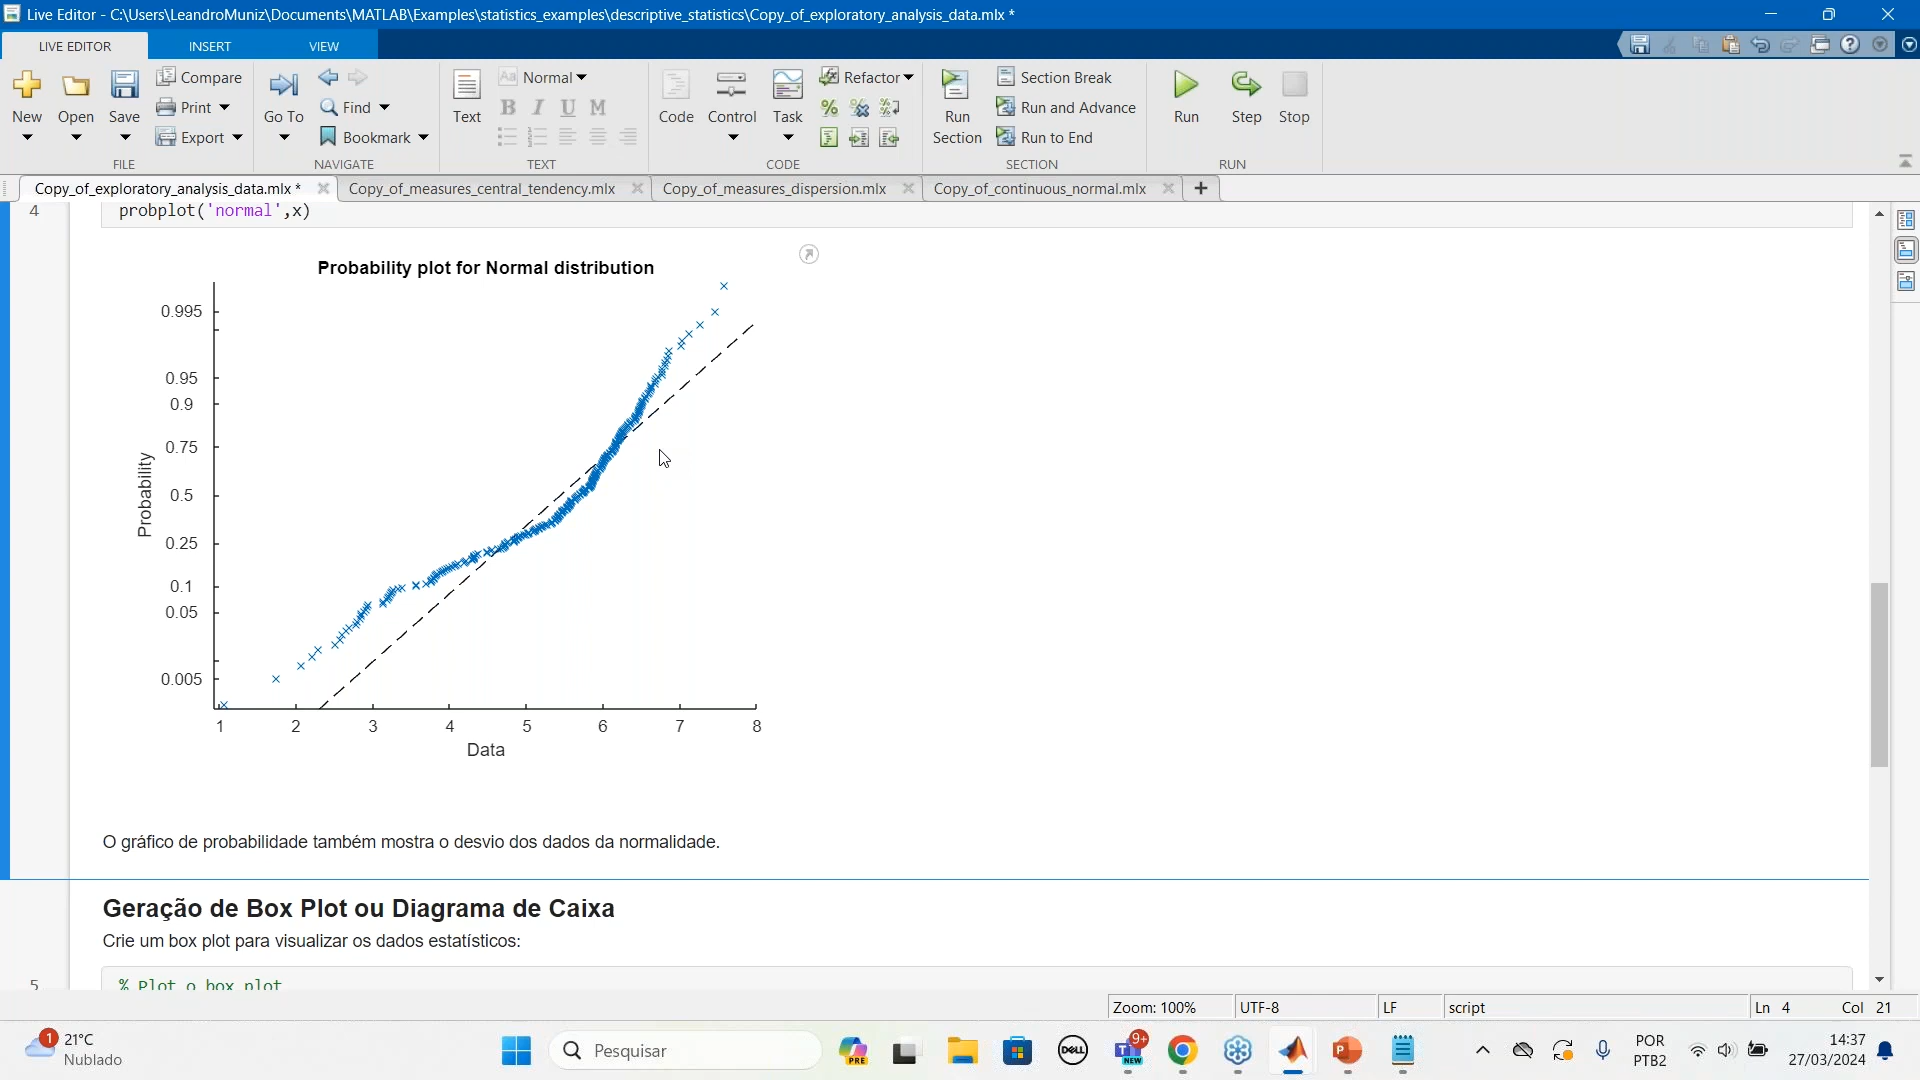 Live Editor - C:\Users\LeandroMuniz\Documents\MATLAB\Examples\statistics_examples\descriptive_statistics\Copy_of_exploratory_analysis_data.mlx *
LIVE EDITOR INSERT VIEW
New Open Save Compare Print Export
FILE
Go To Find Bookmark
NAVIGATE
Text Aa Normal B I U M
TEXT
Code Control Task Refactor
CODE
Run Section Section Break Run and Advance Run to End
SECTION
Run Step Stop
RUN
Copy_of_exploratory_analysis_data.mlx * Copy_of_measures_central_tendency.mlx Copy_of_measures_dispersion.mlx Copy_of_continuous_normal.mlx +
4 probplot('normal',x)
Probability plot for Normal distribution
0.995
0.95
0.9
0.75
0.5
0.25
0.1
0.05
0.005
Probability
1 2 3 4 5 6 7 8
Data
O gráfico de probabilidade também mostra o desvio dos dados da normalidade.
Geração de Box Plot ou Diagrama de Caixa
Crie um box plot para visualizar os dados estatísticos:
5 % Plot o box plot
Zoom: 100% UTF-8 LF script Ln 4 Col 21
1 21°C
Nublado
Pesquisar
PRE
DELL
9+
NEW
POR
PTB2
14:37
27/03/2024